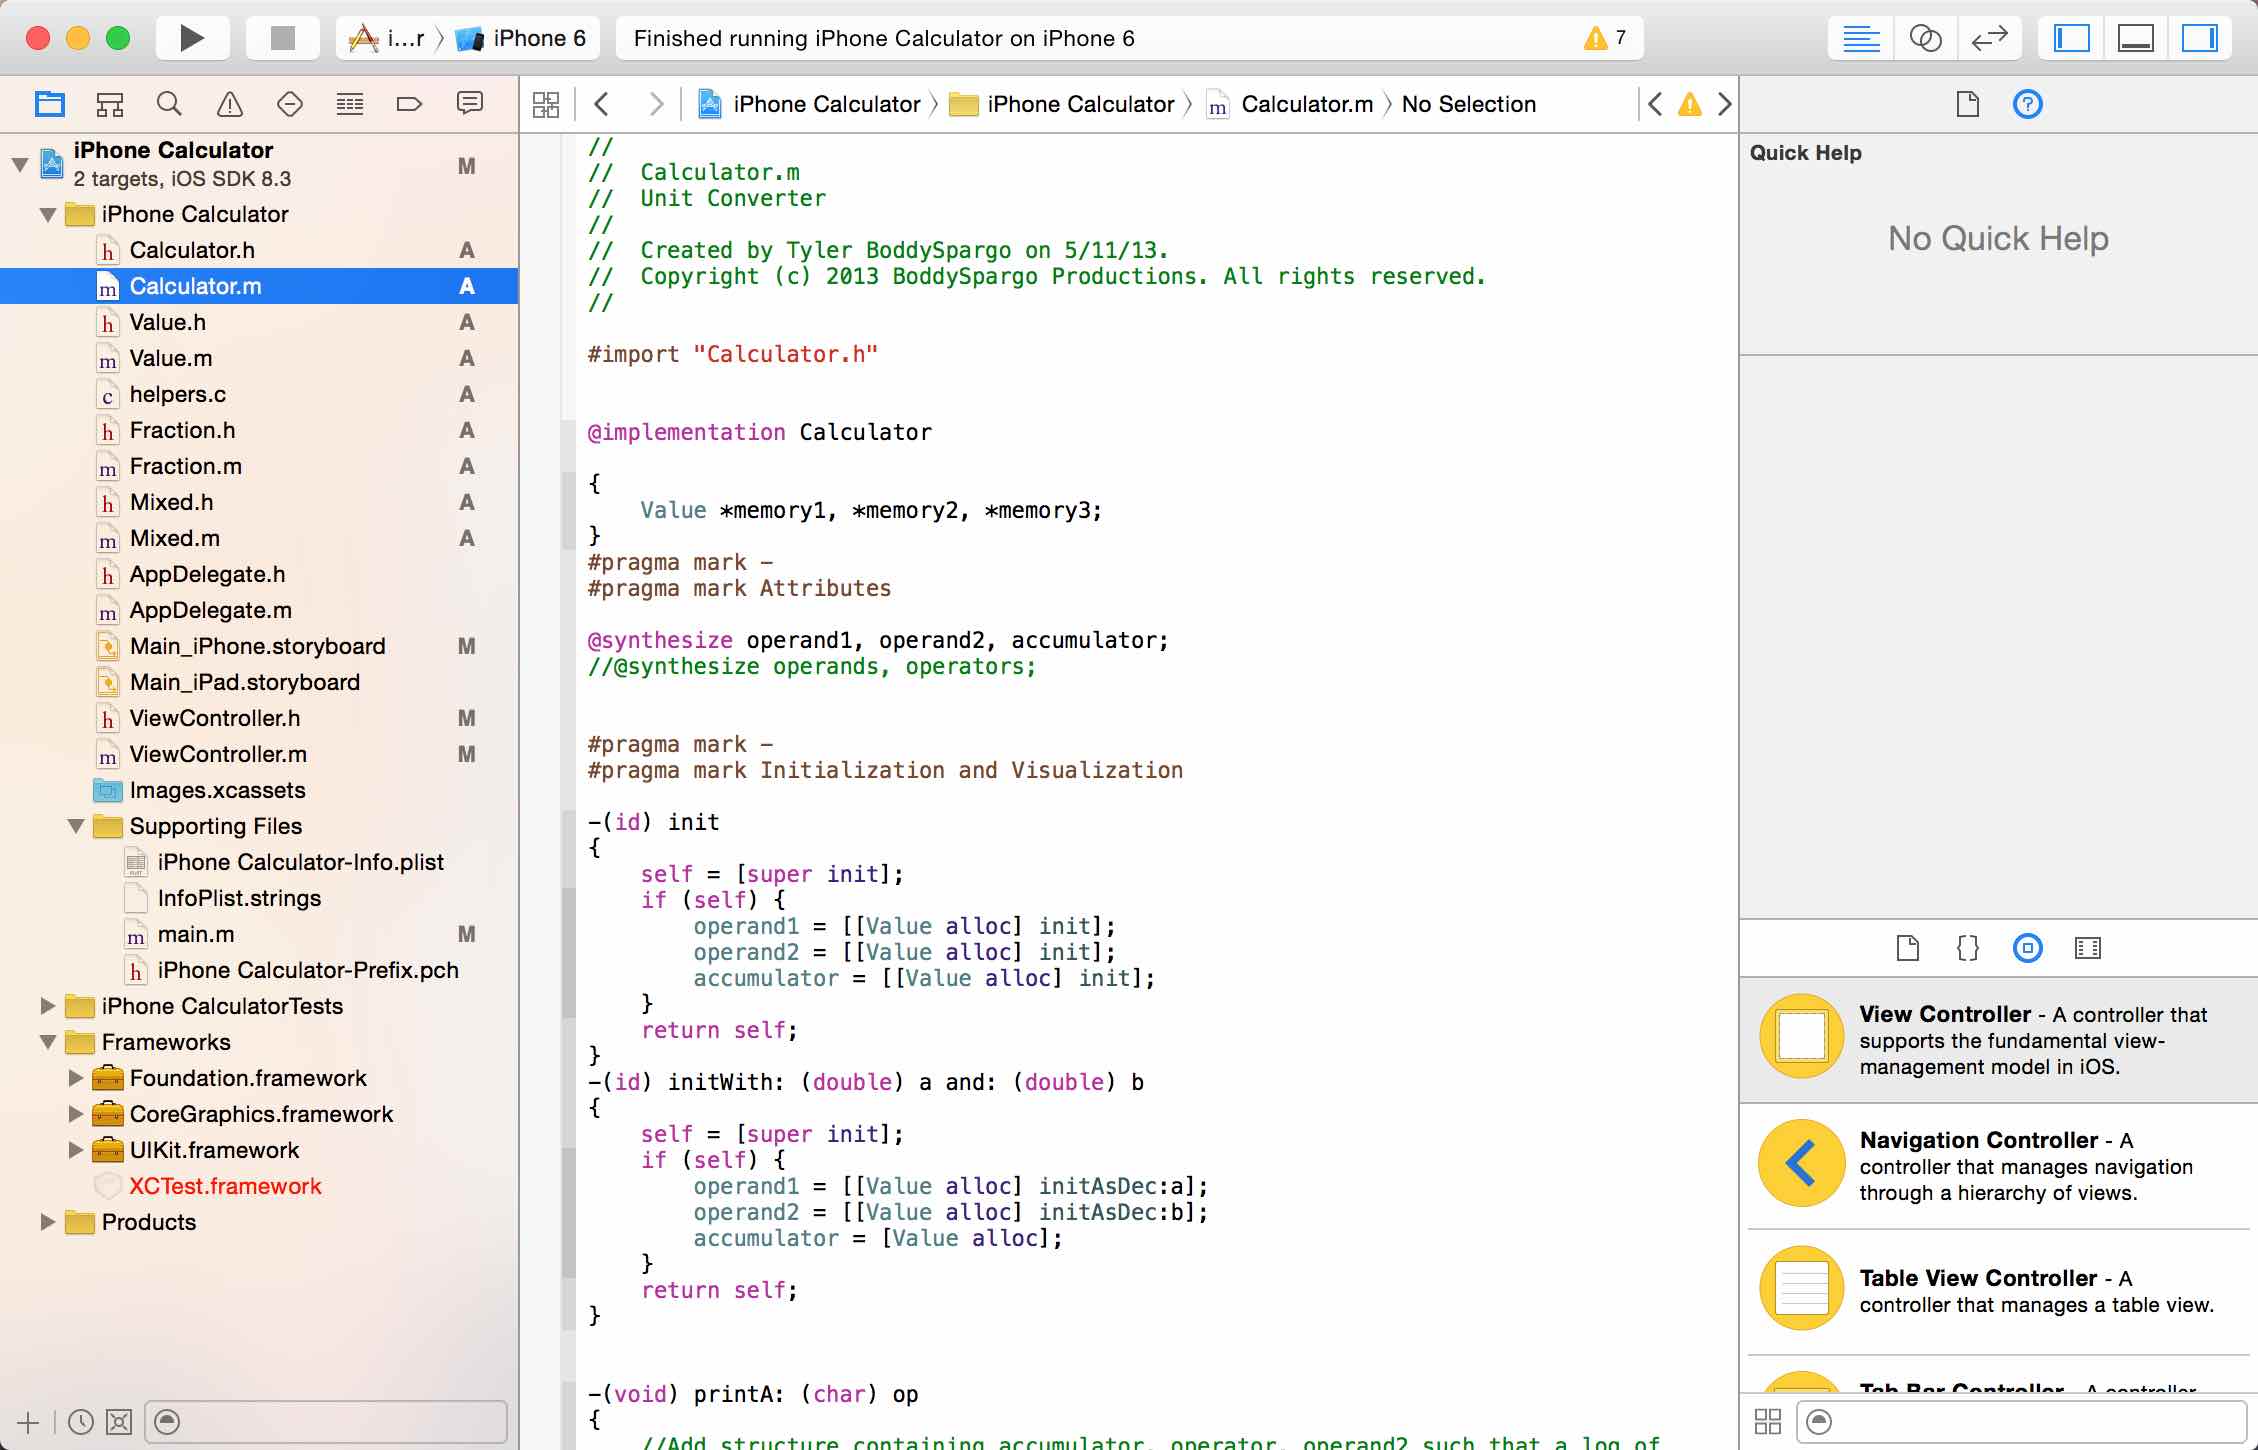 i...r 〉 iPhone 6
Finished running iPhone Calculator on iPhone 6
7
iPhone Calculator 〉 iPhone Calculator 〉 m Calculator.m 〉 No Selection
iPhone Calculator M
2 targets, iOS SDK 8.3
iPhone Calculator
h Calculator.h A
m Calculator.m A
h Value.h A
m Value.m A
c helpers.c A
h Fraction.h A
m Fraction.m A
h Mixed.h A
m Mixed.m A
h AppDelegate.h
m AppDelegate.m
Main_iPhone.storyboard M
Main_iPad.storyboard
h ViewController.h M
m ViewController.m M
Images.xcassets
Supporting Files
iPhone Calculator-Info.plist
InfoPlist.strings
m main.m M
h iPhone Calculator-Prefix.pch
iPhone CalculatorTests
Frameworks
Foundation.framework
CoreGraphics.framework
UIKit.framework
XCTest.framework
Products
//
//  Calculator.m
//  Unit Converter
//
//  Created by Tyler BoddySpargo on 5/11/13.
//  Copyright (c) 2013 BoddySpargo Productions. All rights reserved.
//
#import "Calculator.h"
@implementation Calculator
{
    Value *memory1, *memory2, *memory3;
}
#pragma mark -
#pragma mark Attributes
@synthesize operand1, operand2, accumulator;
//@synthesize operands, operators;
#pragma mark -
#pragma mark Initialization and Visualization
-(id) init
{
    self = [super init];
    if (self) {
        operand1 = [[Value alloc] init];
        operand2 = [[Value alloc] init];
        accumulator = [[Value alloc] init];
    }
    return self;
}
-(id) initWith: (double) a and: (double) b
{
    self = [super init];
    if (self) {
        operand1 = [[Value alloc] initAsDec:a];
        operand2 = [[Value alloc] initAsDec:b];
        accumulator = [Value alloc];
    }
    return self;
}
-(void) printA: (char) op
{
    //Add structure containing accumulator, operator, operand2 such that a log of
Quick Help
No Quick Help
{}
View Controller - A controller that
supports the fundamental view-
management model in iOS.
Navigation Controller - A
controller that manages navigation
through a hierarchy of views.
Table View Controller - A
controller that manages a table view.
Tab Bar Controller - A controller